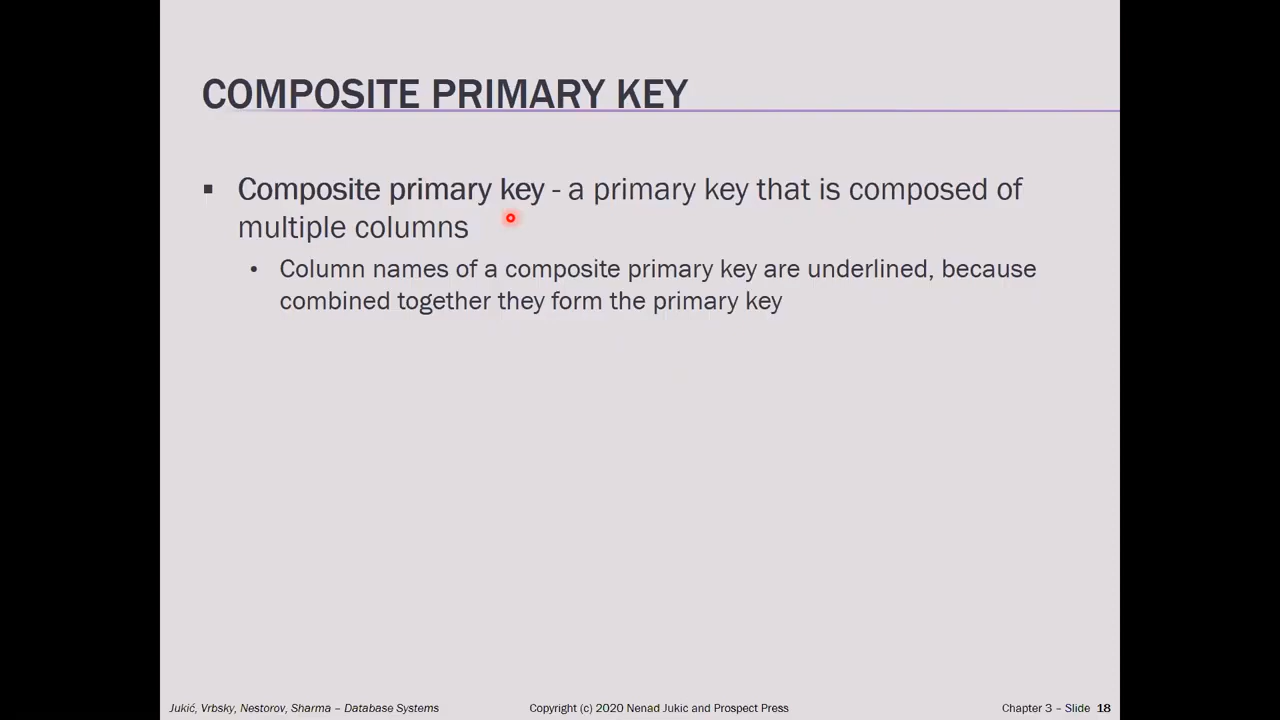 COMPOSITE PRIMARY KEY
▪ Composite primary key - a primary key that is composed of
multiple columns
• Column names of a composite primary key are underlined, because
combined together they form the primary key
Jukić, Vrbsky, Nestorov, Sharma – Database Systems
Copyright (c) 2020 Nenad Jukic and Prospect Press
Chapter 3 – Slide 18